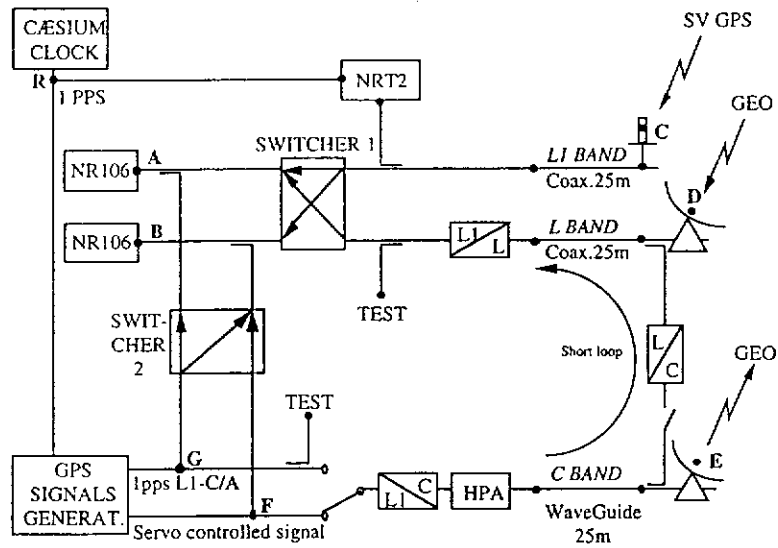 CÆSIUM
CLOCK
SV GPS
R
1 PPS
NRT2
GEO
C
SWITCHER 1
A
NR106
L1 BAND
Coax.25m
D
NR106
B
L1
L
L BAND
Coax.25m
TEST
SWIT-
CHER
2
Short loop
L
C
GEO
TEST
G
E
GPS
SIGNALS
GENERAT.
1pps L1-C/A
F
Servo controlled signal
C
L1
HPA
C BAND
WaveGuide
25m